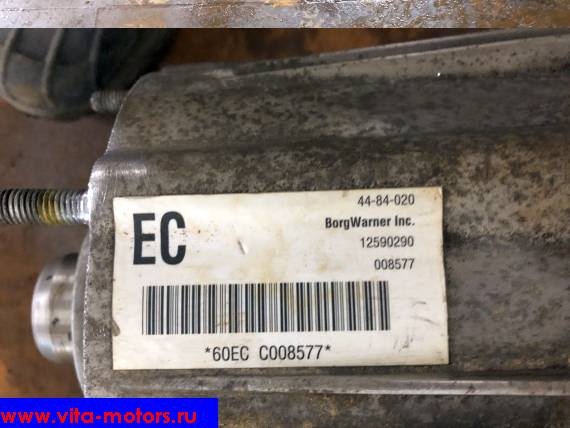 44-84-020
EC
BorgWarner Inc.
12590290
008577
*60EC C008577*
www.vita-motors.ru